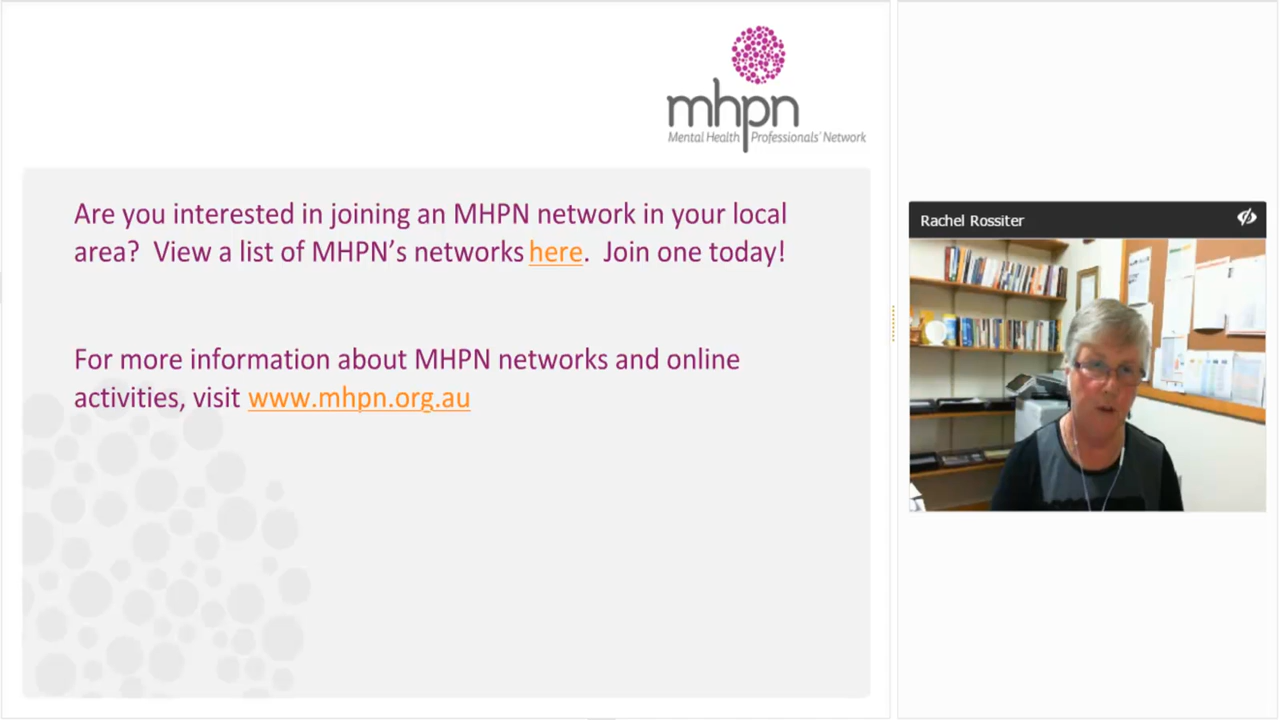 mhpn
Mental Health Professionals' Network
Are you interested in joining an MHPN network in your local
area?  View a list of MHPN's networks here.  Join one today!
For more information about MHPN networks and online
activities, visit www.mhpn.org.au
Rachel Rossiter